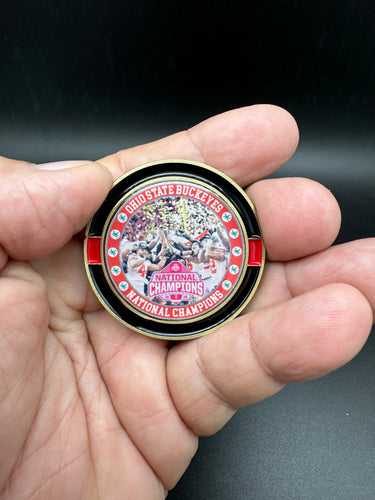 OHIO STATE BUCKEYES
NATIONAL
CHAMPIONS
NATIONAL CHAMPIONS